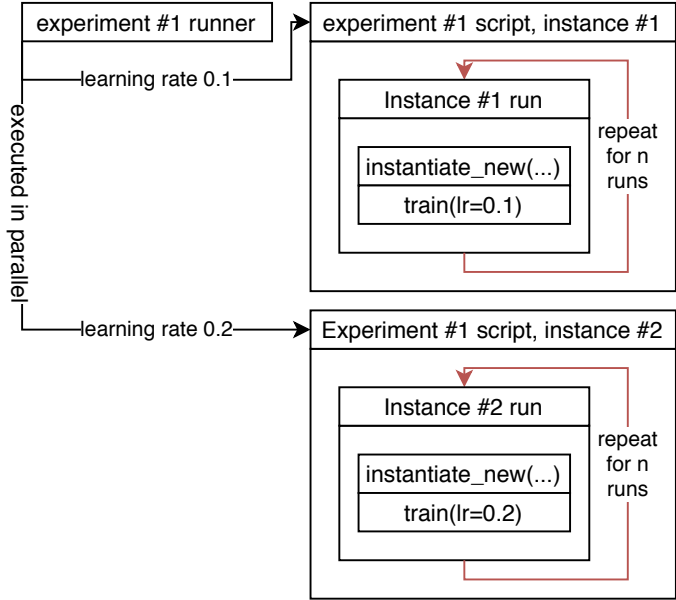 experiment #1 runner
experiment #1 script, instance #1
learning rate 0.1
Instance #1 run
repeat
for n
runs
instantiate_new(...)
train(lr=0.1)
executed in parallel
Experiment #1 script, instance #2
learning rate 0.2
Instance #2 run
repeat
for n
runs
instantiate_new(...)
train(lr=0.2)